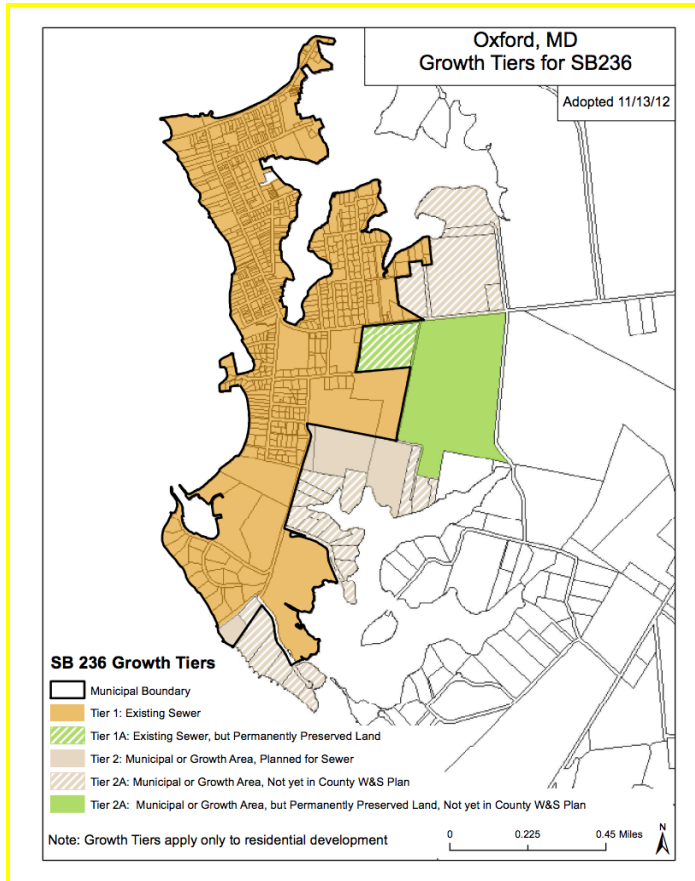 Oxford, MD
Growth Tiers for SB236
Adopted 11/13/12
SB 236 Growth Tiers
Municipal Boundary
Tier 1: Existing Sewer
Tier 1A: Existing Sewer, but Permanently Preserved Land
Tier 2: Municipal or Growth Area, Planned for Sewer
Tier 2A: Municipal or Growth Area, Not yet in County W&S Plan
Tier 2A: Municipal or Growth Area, but Permanently Preserved Land, Not yet in County W&S Plan
Note: Growth Tiers apply only to residential development
0 0.225 0.45 Miles
N